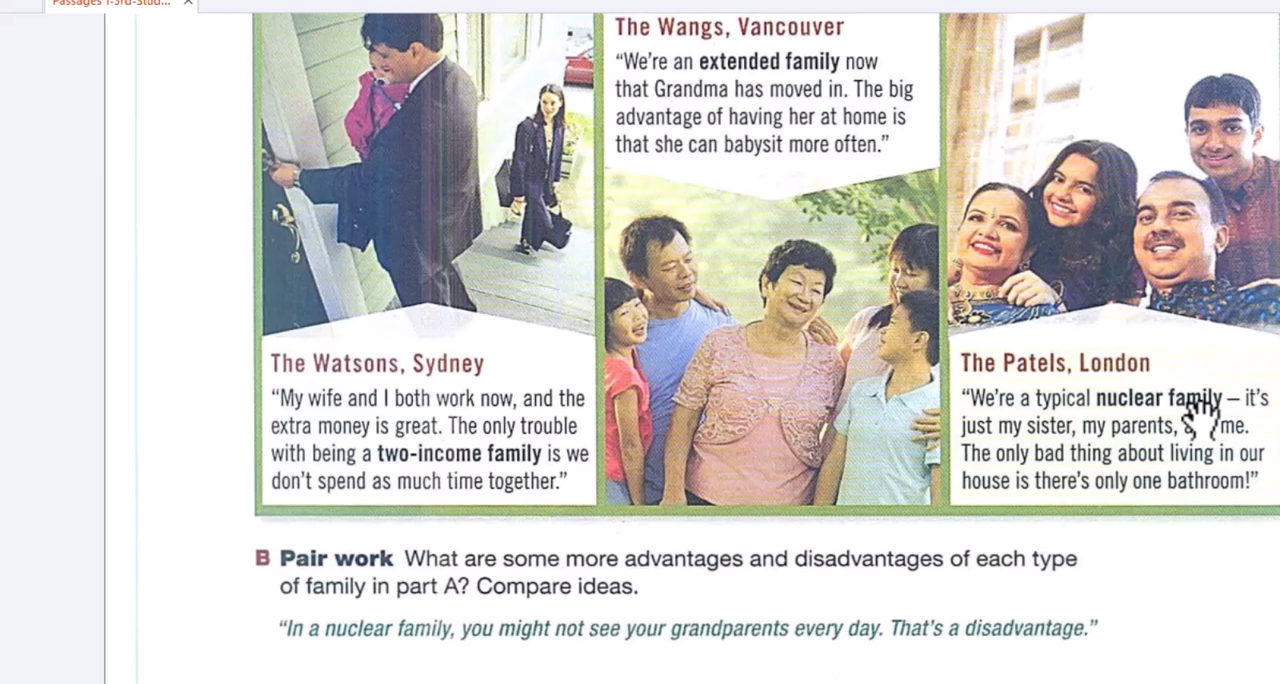 Passages 1-3rd-Stud...
The Wangs, Vancouver
“We’re an extended family now
that Grandma has moved in. The big
advantage of having her at home is
that she can babysit more often.”
The Watsons, Sydney
“My wife and I both work now, and the
extra money is great. The only trouble
with being a two-income family is we
don’t spend as much time together.”
The Patels, London
“We’re a typical nuclear family – it’s
just my sister, my parents, me.
The only bad thing about living in our
house is there’s only one bathroom!”
B Pair work What are some more advantages and disadvantages of each type
of family in part A? Compare ideas.
“In a nuclear family, you might not see your grandparents every day. That’s a disadvantage.”